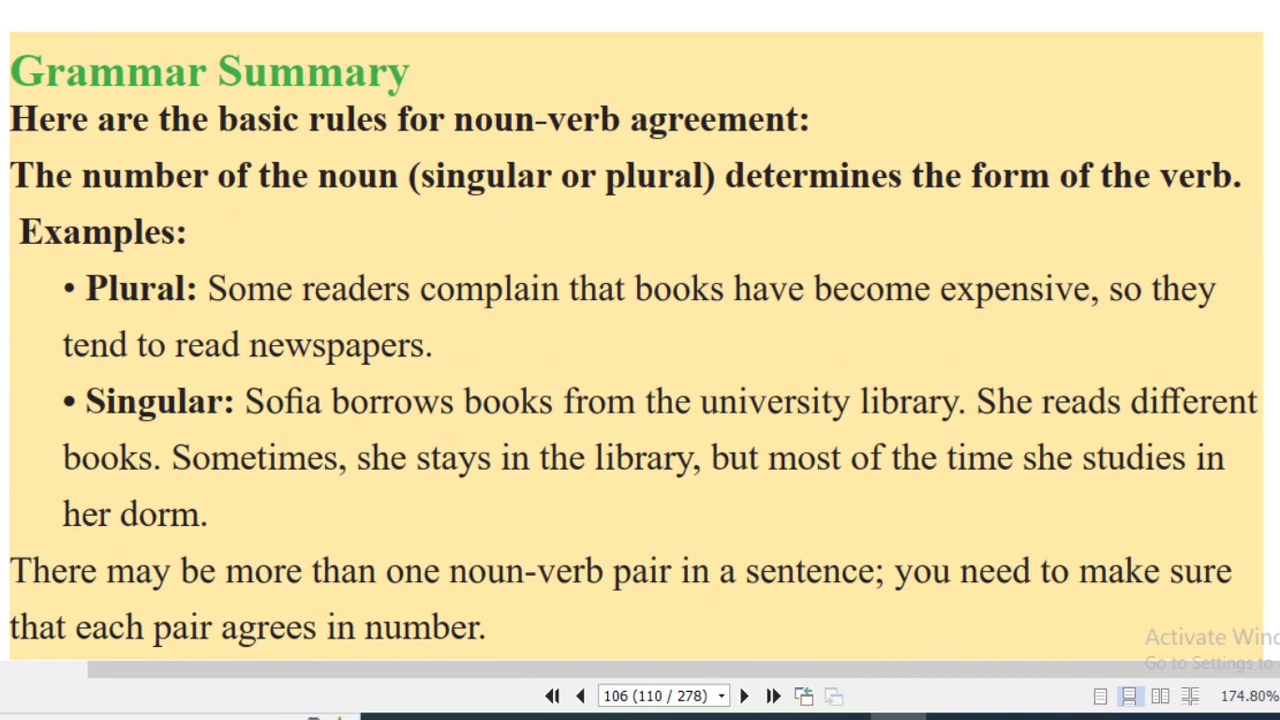 Grammar Summary
Here are the basic rules for noun-verb agreement:
The number of the noun (singular or plural) determines the form of the verb.
Examples:
• Plural: Some readers complain that books have become expensive, so they
tend to read newspapers.
• Singular: Sofia borrows books from the university library. She reads different
books. Sometimes, she stays in the library, but most of the time she studies in
her dorm.
There may be more than one noun-verb pair in a sentence; you need to make sure
that each pair agrees in number.
Activate
Go to Settings to
106 (110 / 278)
174.80%